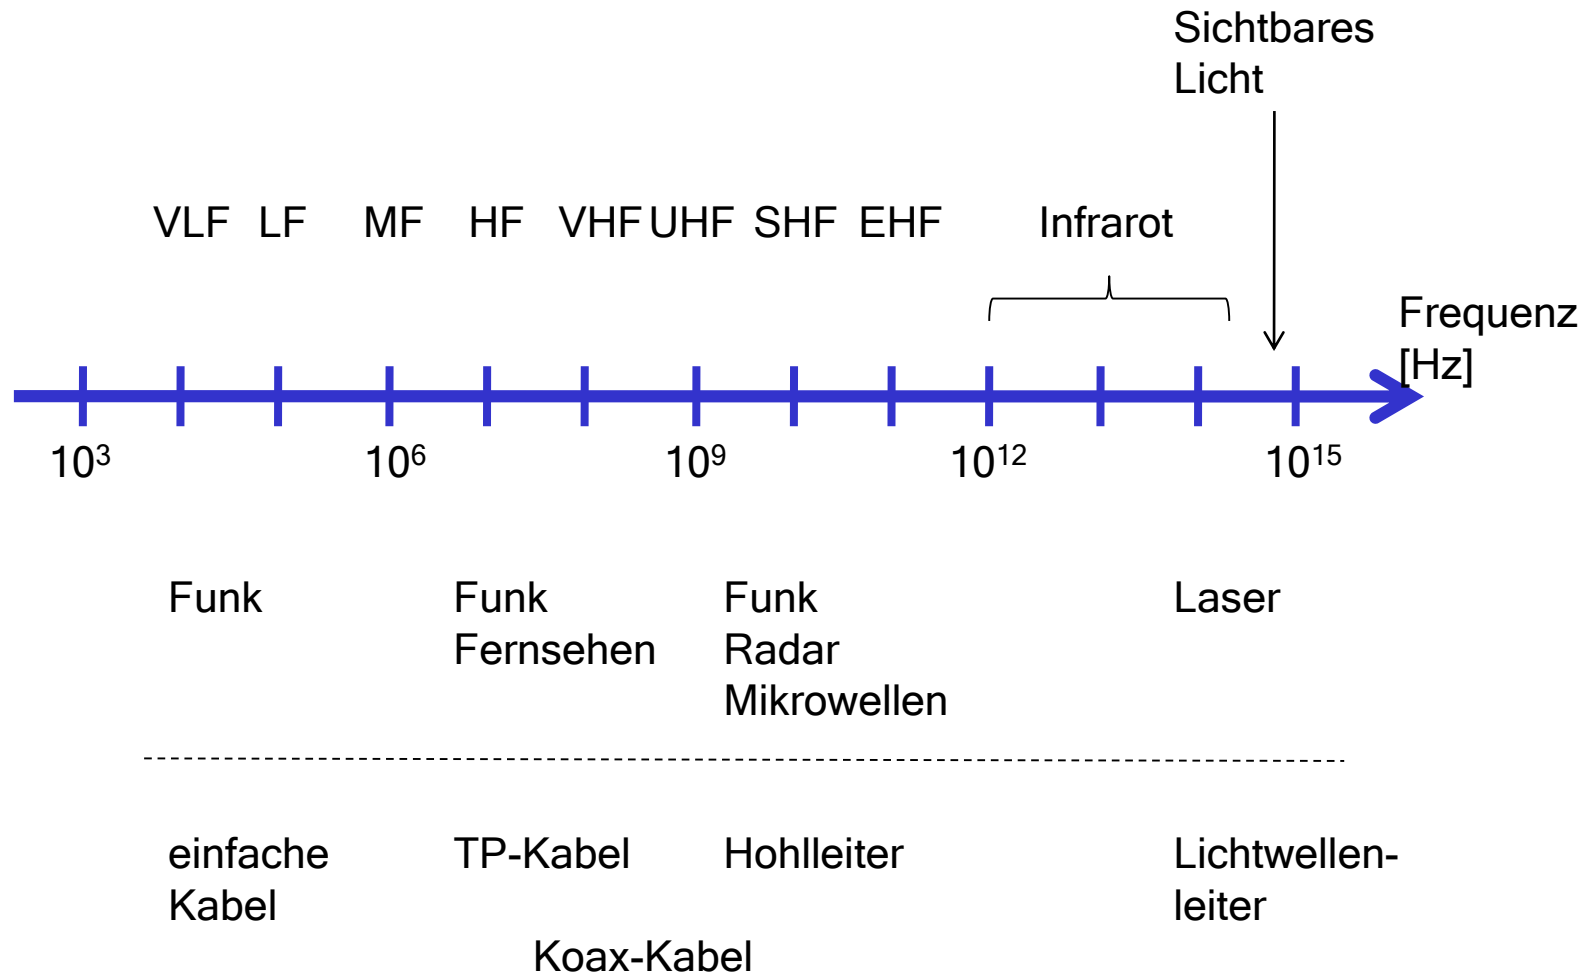 Sichtbares
Licht
VLF LF MF HF VHF UHF SHF EHF Infrarot
Frequenz
[Hz]
10³ 10⁶ 10⁹ 10¹² 10¹⁵
Funk Funk Funk Laser
Fernsehen Radar
Mikrowellen
einfache TP-Kabel Hohlleiter Lichtwellen-
Kabel leiter
Koax-Kabel